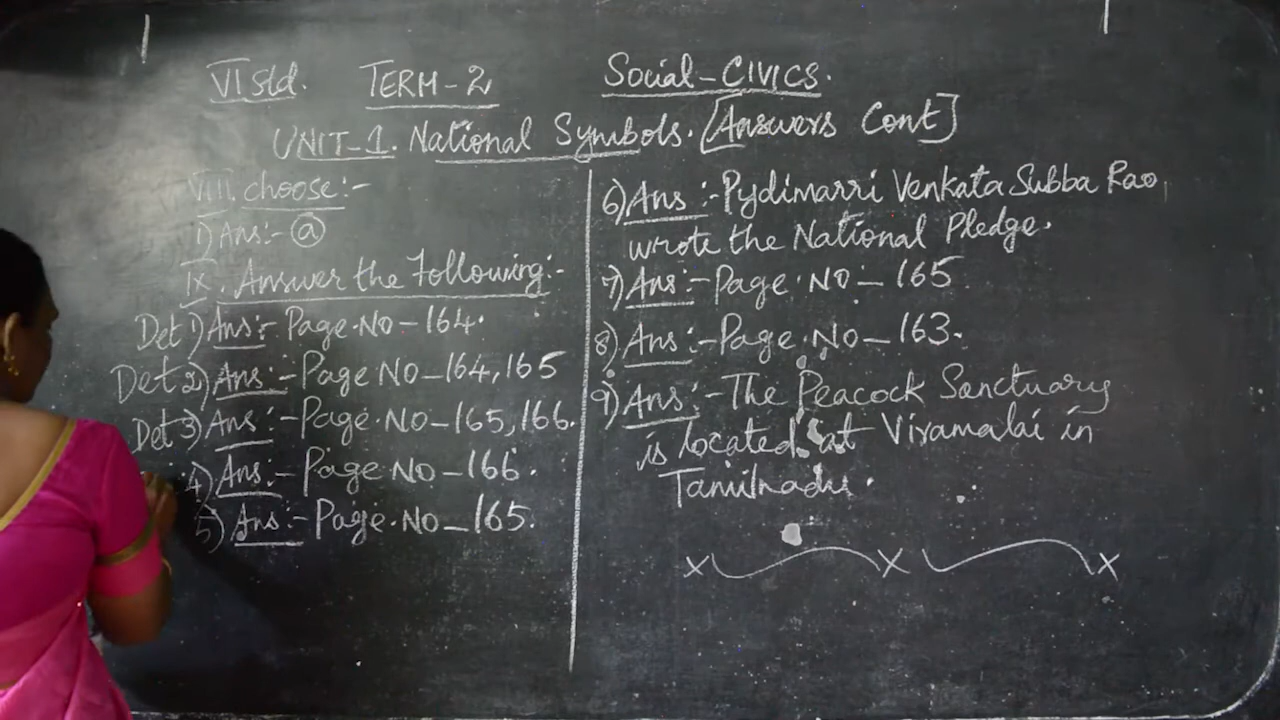 VI std. TERM-2 Social-CIVICS.
UNIT-1. National Symbols. [Answers Cont]
VIII. choose:-
1) Ans:- (a)
IX. Answer the Following:-
Det 1) Ans:- Page.No-164.
Det 2) Ans:- Page No-164,165
Det 3) Ans:- Page.No-165,166.
4) Ans:- Page.No-166.
5) Ans:- Page.No-165.
6) Ans:- Pydimarri Venkata Subba Rao,
wrote the National Pledge.
7) Ans:- Page.No-165
8) Ans:- Page.No-163.
9) Ans:- The Peacock Sanctuary
is located at Viramalai in
Tamilnadu.
x x x